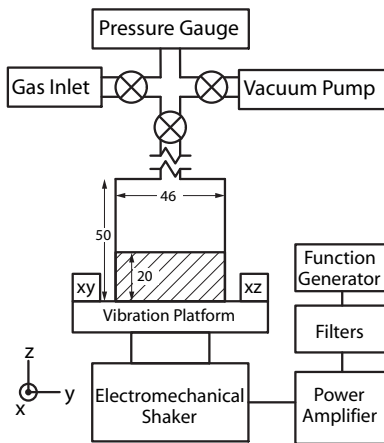 Pressure Gauge
Gas Inlet
Vacuum Pump
46
50
20
xy
xz
Vibration Platform
Function
Generator
Filters
Electromechanical
Shaker
Power
Amplifier
z
y
x